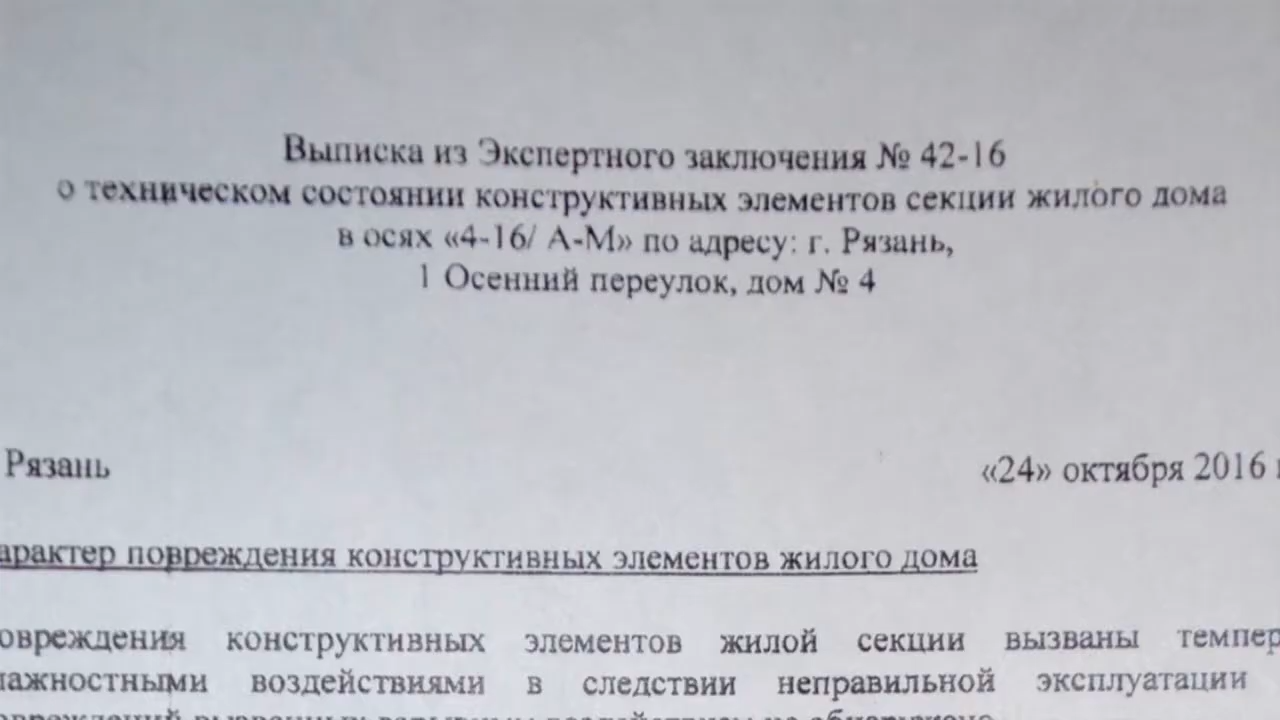 Выписка из Экспертного заключения № 42-16
о техническом состоянии конструктивных элементов секции жилого дома
в осях «4-16/ А-М» по адресу: г. Рязань,
1 Осенний переулок, дом № 4
Рязань «24» октября 2016 г
арактер повреждения конструктивных элементов жилого дома
овреждения конструктивных элементов жилой секции вызваны темпер
лажностными воздействиями в следствии неправильной эксплуатации